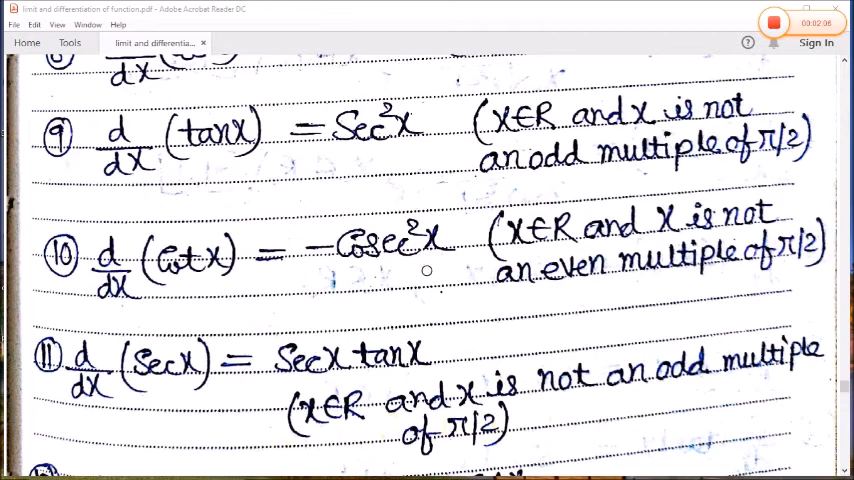 limit and differentiation of function.pdf - Adobe Acrobat Reader DC
00:02:06
File Edit View Window Help
Home Tools limit and differentia... × Sign In
d/dx
⑨ d/dx (tanx) = Sec²x (x∈R and x is not
an odd multiple of π/2)
⑩ d/dx (Cotx) = -Cosec²x (x∈R and x is not
an even multiple of π/2)
⑪ d/dx (Secx) = Secx tanx
(x∈R and x is not an odd multiple
of π/2)